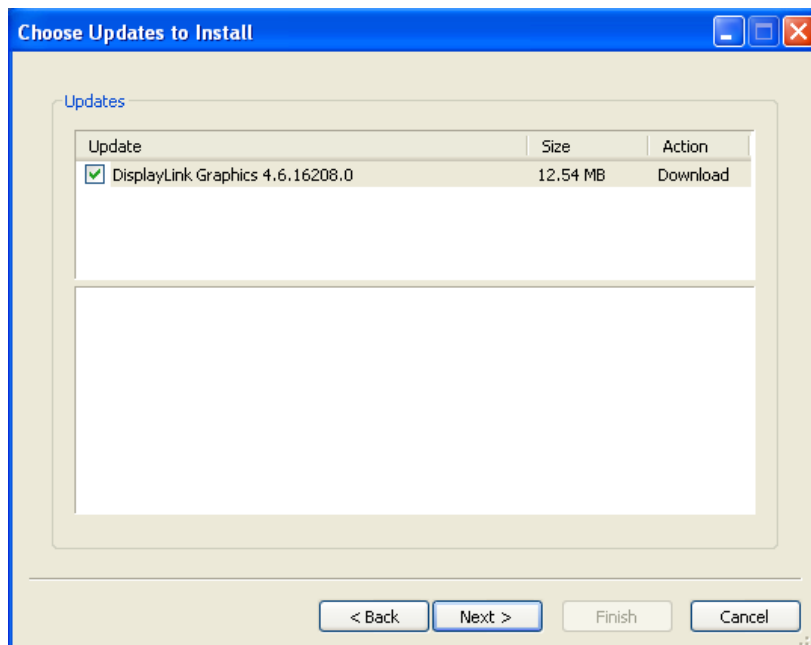 Choose Updates to Install
Updates
Update Size Action
DisplayLink Graphics 4.6.16208.0 12.54 MB Download
< Back Next > Finish Cancel